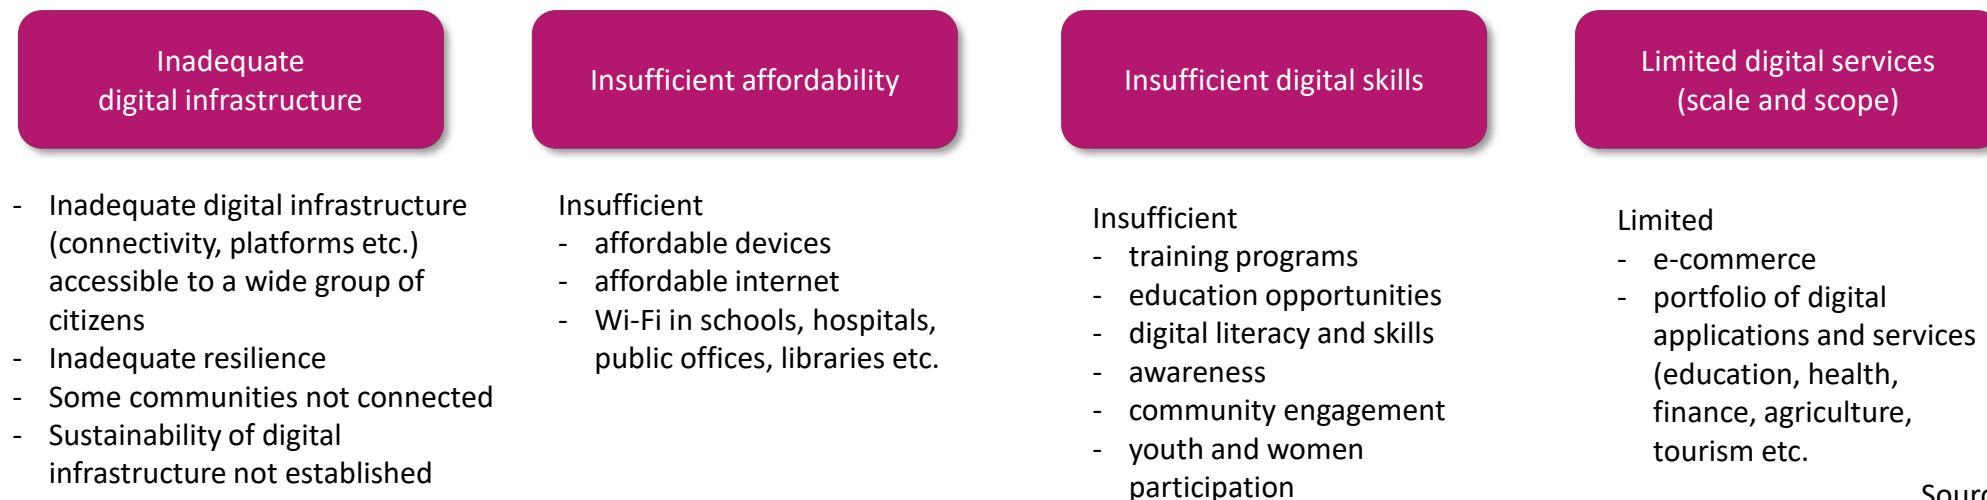 Inadequate
digital infrastructure
- Inadequate digital infrastructure
(connectivity, platforms etc.)
accessible to a wide group of
citizens
- Inadequate resilience
- Some communities not connected
- Sustainability of digital
infrastructure not established
Insufficient affordability
Insufficient
- affordable devices
- affordable internet
- Wi-Fi in schools, hospitals,
public offices, libraries etc.
Insufficient digital skills
Insufficient
- training programs
- education opportunities
- digital literacy and skills
- awareness
- community engagement
- youth and women
participation
Limited digital services
(scale and scope)
Limited
- e-commerce
- portfolio of digital
applications and services
(education, health,
finance, agriculture,
tourism etc.